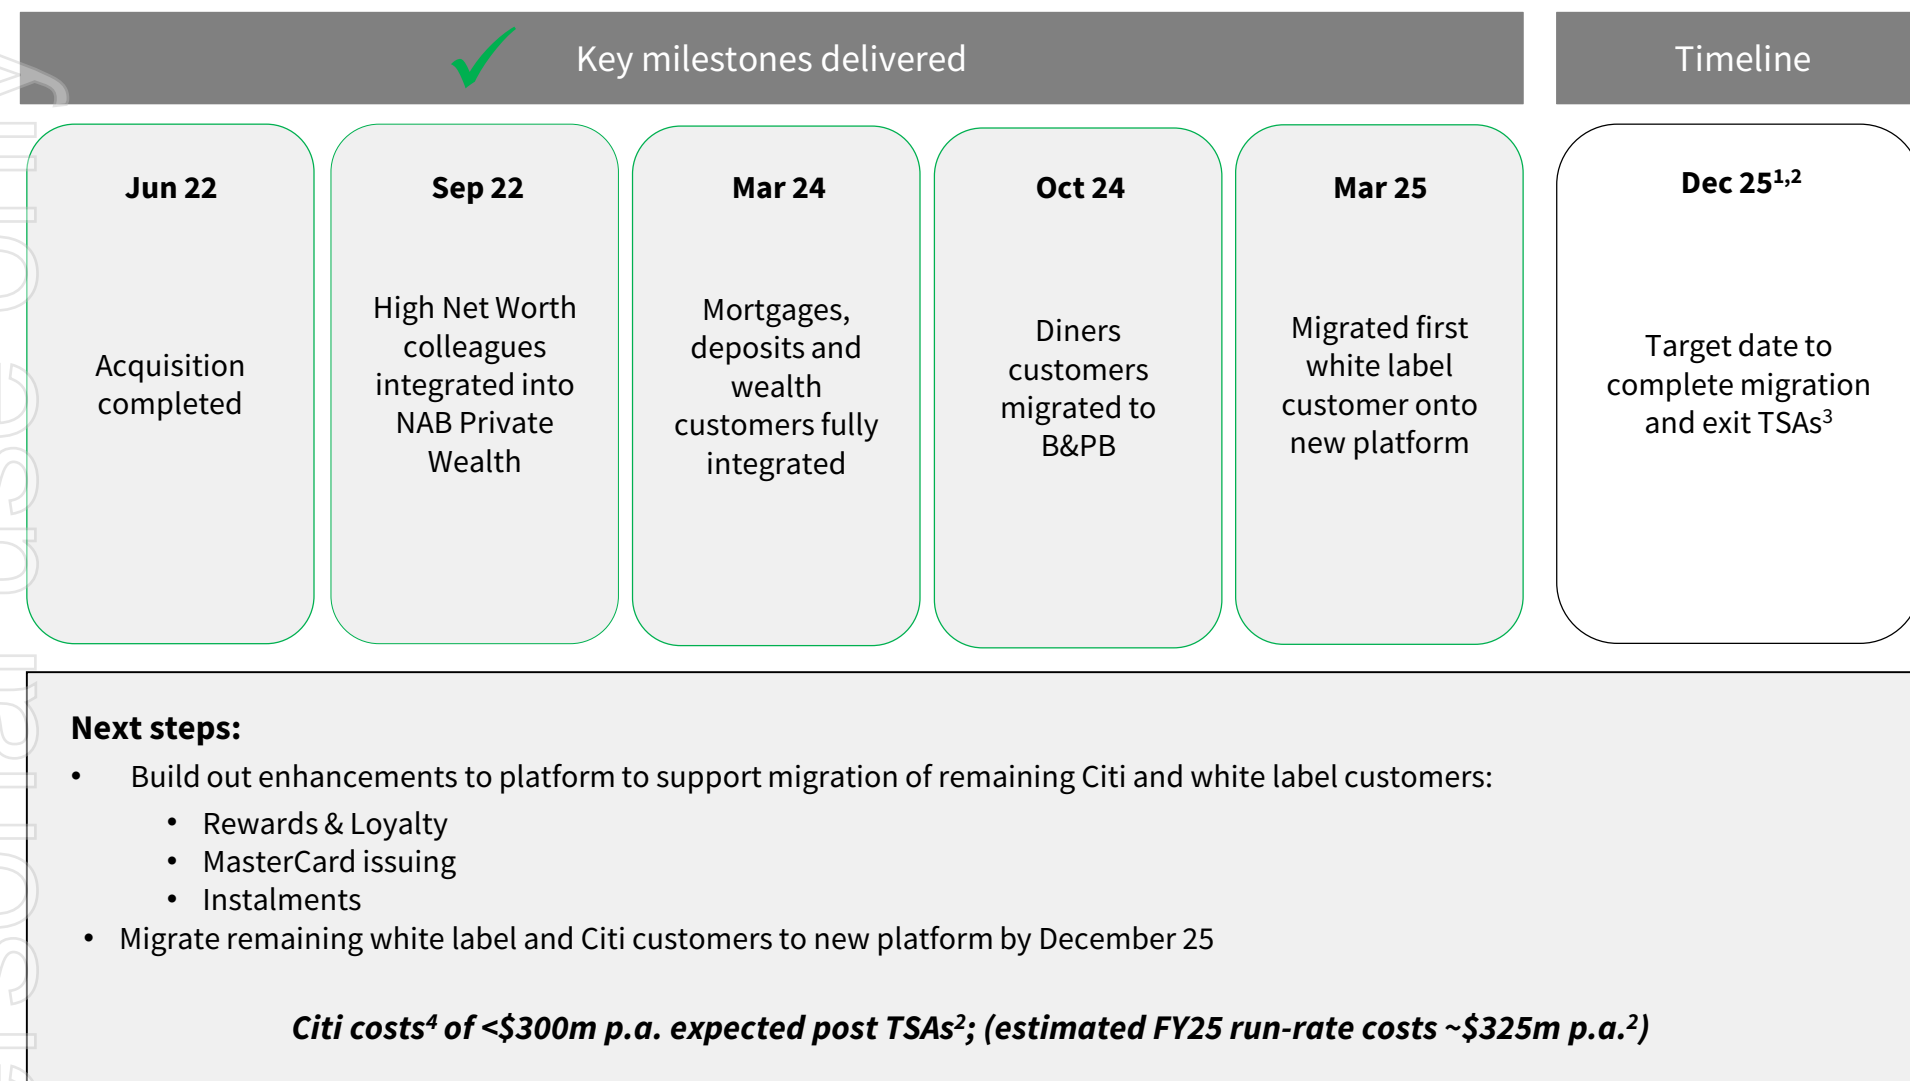 Key milestones delivered
Timeline
Jun 22
Acquisition
completed
Sep 22
High Net Worth
colleagues
integrated into
NAB Private
Wealth
Mar 24
Mortgages,
deposits and
wealth
customers fully
integrated
Oct 24
Diners
customers
migrated to
B&PB
Mar 25
Migrated first
white label
customer onto
new platform
Dec 25¹,²
Target date to
complete migration
and exit TSAs³
Next steps:
• Build out enhancements to platform to support migration of remaining Citi and white label customers:
• Rewards & Loyalty
• MasterCard issuing
• Instalments
• Migrate remaining white label and Citi customers to new platform by December 25
Citi costs⁴ of <$300m p.a. expected post TSAs²; (estimated FY25 run-rate costs ~$325m p.a.²)